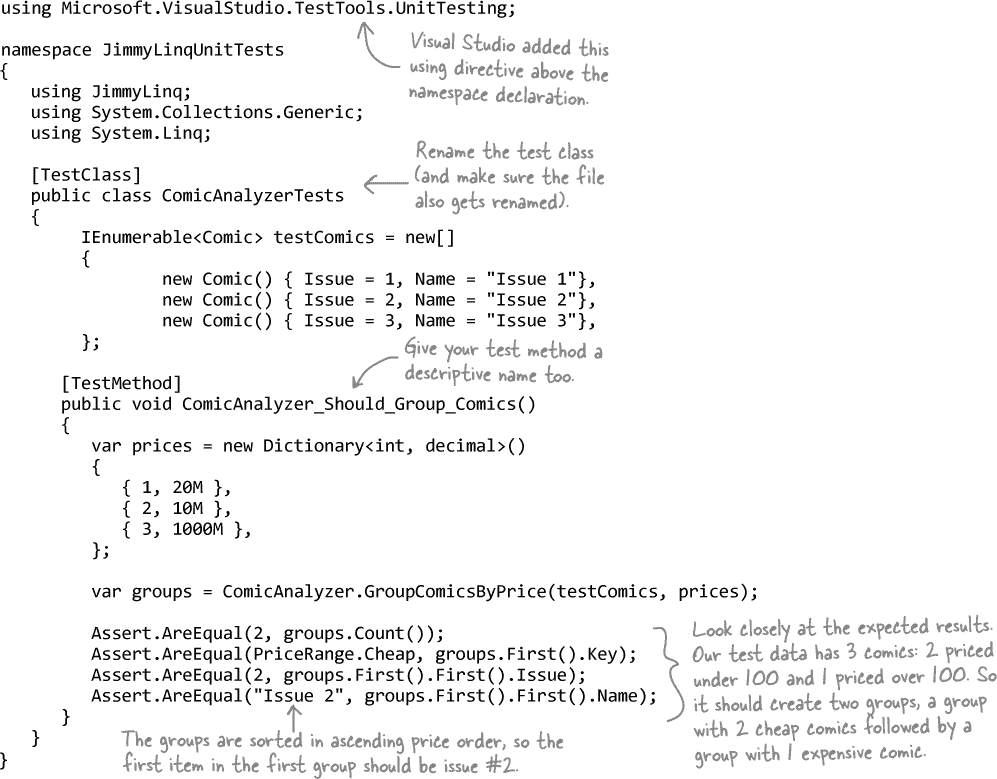 using Microsoft.VisualStudio.TestTools.UnitTesting;
Visual Studio added this
using directive above the
namespace declaration.
namespace JimmyLinqUnitTests
{
using JimmyLinq;
using System.Collections.Generic;
using System.Linq;
Rename the test class
(and make sure the file
also gets renamed).
[TestClass]
public class ComicAnalyzerTests
{
IEnumerable<Comic> testComics = new[]
{
new Comic() { Issue = 1, Name = "Issue 1"},
new Comic() { Issue = 2, Name = "Issue 2"},
new Comic() { Issue = 3, Name = "Issue 3"},
};
Give your test method a
descriptive name too.
[TestMethod]
public void ComicAnalyzer_Should_Group_Comics()
{
var prices = new Dictionary<int, decimal>()
{
{ 1, 20M },
{ 2, 10M },
{ 3, 1000M },
};
var groups = ComicAnalyzer.GroupComicsByPrice(testComics, prices);
Assert.AreEqual(2, groups.Count());
Assert.AreEqual(PriceRange.Cheap, groups.First().Key);
Assert.AreEqual(2, groups.First().First().Issue);
Assert.AreEqual("Issue 2", groups.First().First().Name);
Look closely at the expected results.
Our test data has 3 comics: 2 priced
under 100 and 1 priced over 100. So
it should create two groups, a group
with 2 cheap comics followed by a
group with 1 expensive comic.
}
The groups are sorted in ascending price order, so the
first item in the first group should be issue #2.
}
}